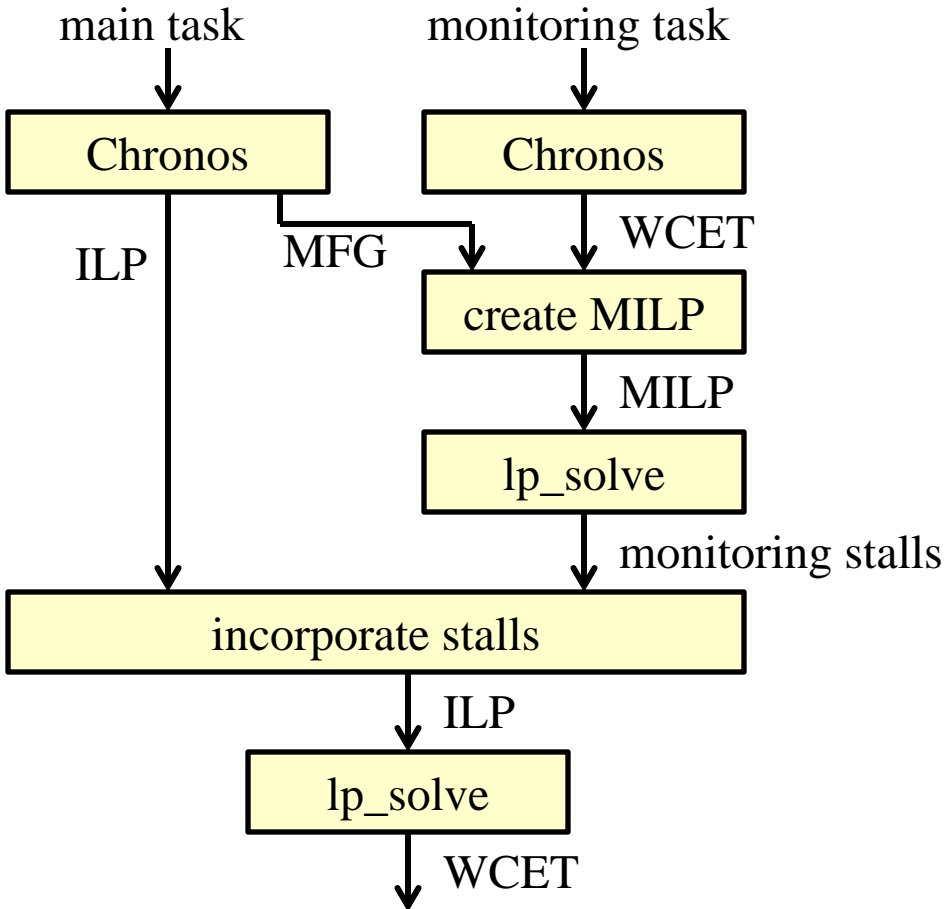 main task
monitoring task
Chronos
Chronos
ILP
MFG
WCET
create MILP
MILP
lp_solve
monitoring stalls
incorporate stalls
ILP
lp_solve
WCET